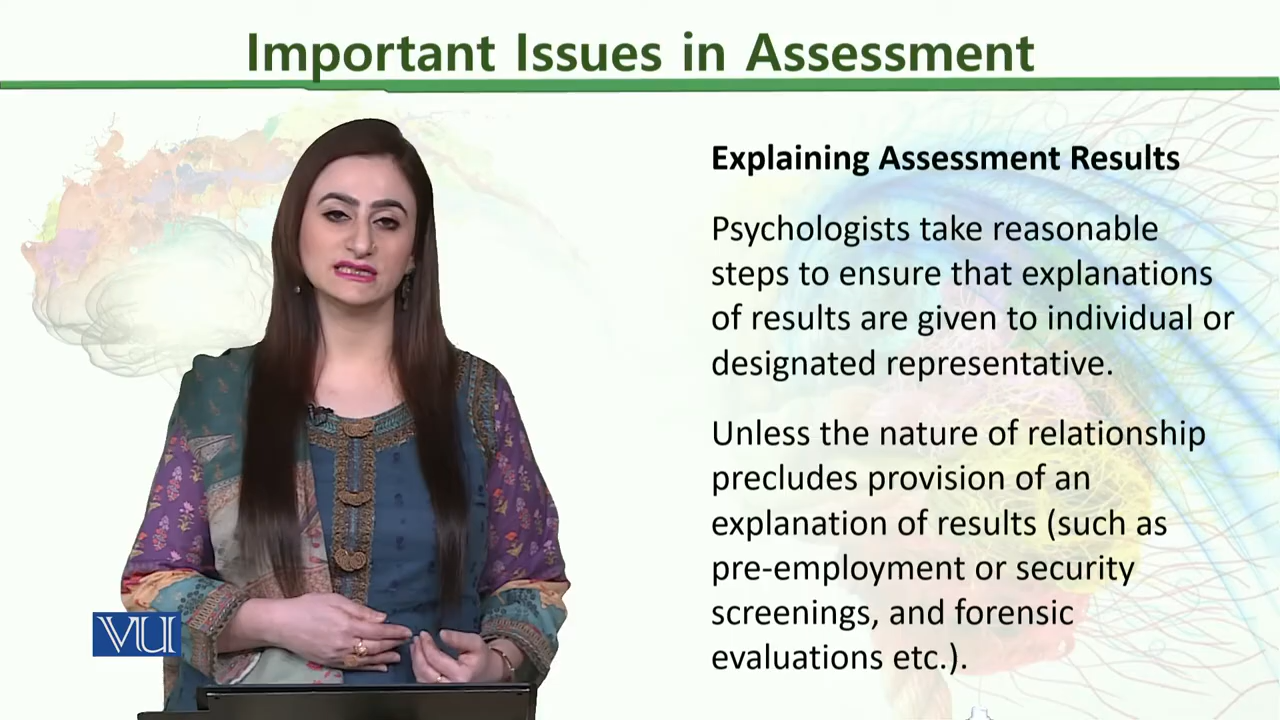 Important Issues in Assessment
Explaining Assessment Results
Psychologists take reasonable
steps to ensure that explanations
of results are given to individual or
designated representative.
Unless the nature of relationship
precludes provision of an
explanation of results (such as
pre-employment or security
screenings, and forensic
evaluations etc.).
VU